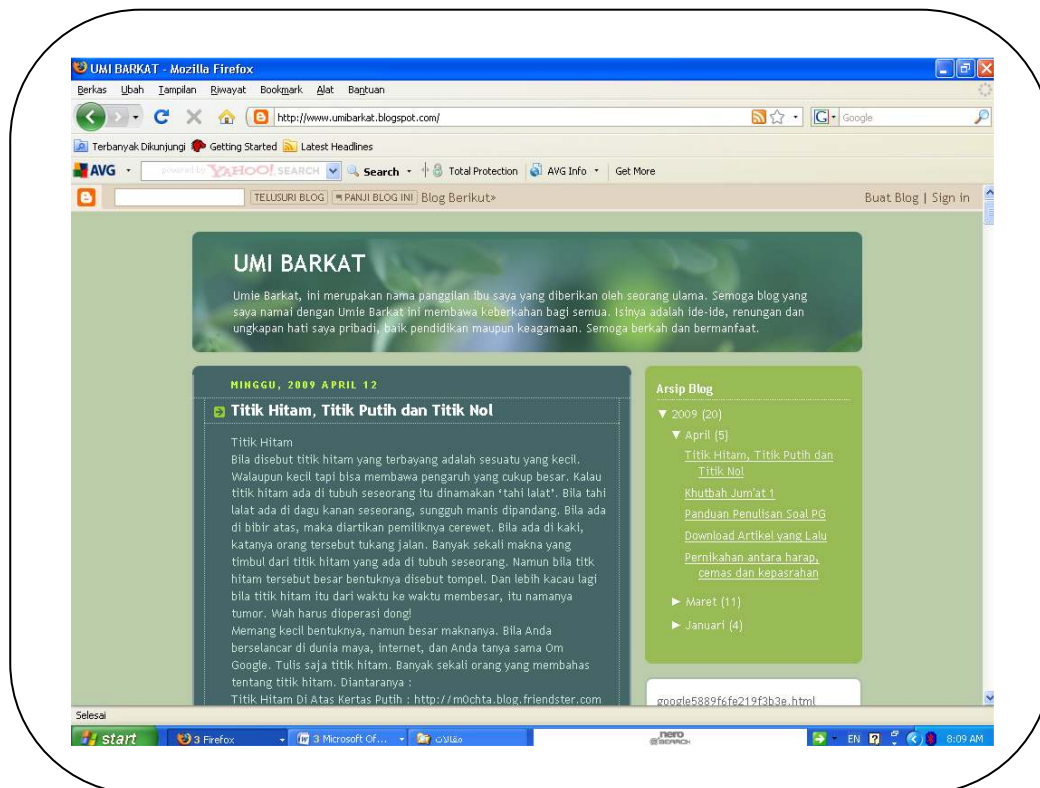 UMI BARKAT - Mozilla Firefox
Berkas Ubah Tampilan Riwayat Bookmark Alat Bantuan
http://www.umibarkat.blogspot.com/
G Google
Terbanyak Dikunjungi Getting Started Latest Headlines
AVG powered by YAHOO! SEARCH Search Total Protection AVG Info Get More
TELUSURI BLOG PANJI BLOG INI Blog Berikut» Buat Blog | Sign in
UMI BARKAT
Umie Barkat, ini merupakan nama panggilan ibu saya yang diberikan oleh seorang ulama. Semoga blog yang
saya namai dengan Umie Barkat ini membawa keberkahan bagi semua. Isinya adalah ide-ide, renungan dan
ungkapan hati saya pribadi, baik pendidikan maupun keagamaan. Semoga berkah dan bermanfaat.
MINGGU, 2009 APRIL 12
Titik Hitam, Titik Putih dan Titik Nol
Titik Hitam
Bila disebut titik hitam yang terbayang adalah sesuatu yang kecil.
Walaupun kecil tapi bisa membawa pengaruh yang cukup besar. Kalau
titik hitam ada di tubuh seseorang itu dinamakan ‘tahi lalat’. Bila tahi
lalat ada di dagu kanan seseorang, sungguh manis dipandang. Bila ada
di bibir atas, maka diartikan pemiliknya cerewet. Bila ada di kaki,
katanya orang tersebut tukang jalan. Banyak sekali makna yang
timbul dari titik hitam yang ada di tubuh seseorang. Namun bila titk
hitam tersebut besar bentuknya disebut tompel. Dan lebih kacau lagi
bila titik hitam itu dari waktu ke waktu membesar, itu namanya
tumor. Wah harus dioperasi dong!
Memang kecil bentuknya, namun besar maknanya. Bila Anda
berselancar di dunia maya, internet, dan Anda tanya sama Om
Google. Tulis saja titik hitam. Banyak sekali orang yang membahas
tentang titik hitam. Diantaranya :
Titik Hitam Di Atas Kertas Putih : http://m0chta.blog.friendster.com
Arsip Blog
▼ 2009 (20)
▼ April (5)
Titik Hitam, Titik Putih dan
Titik Nol
Khutbah Jum'at 1
Panduan Penulisan Soal PG
Download Artikel yang Lalu
Pernikahan antara harap,
cemas dan kepasrahan
► Maret (11)
► Januari (4)
google5889f6fe219f3b3e.html
Selesai
start 3 Firefox 3 Microsoft Of... مقالات nero SEARCH EN 8:09 AM